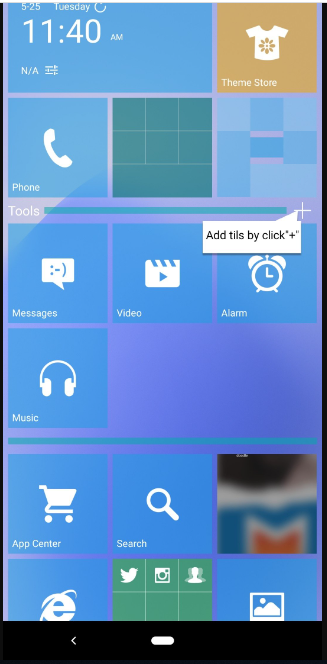 5-25 Tuesday
11:40 AM
N/A
Theme Store
Phone
Tools
Add tils by click"+"
Messages
Video
Alarm
Music
App Center
Search